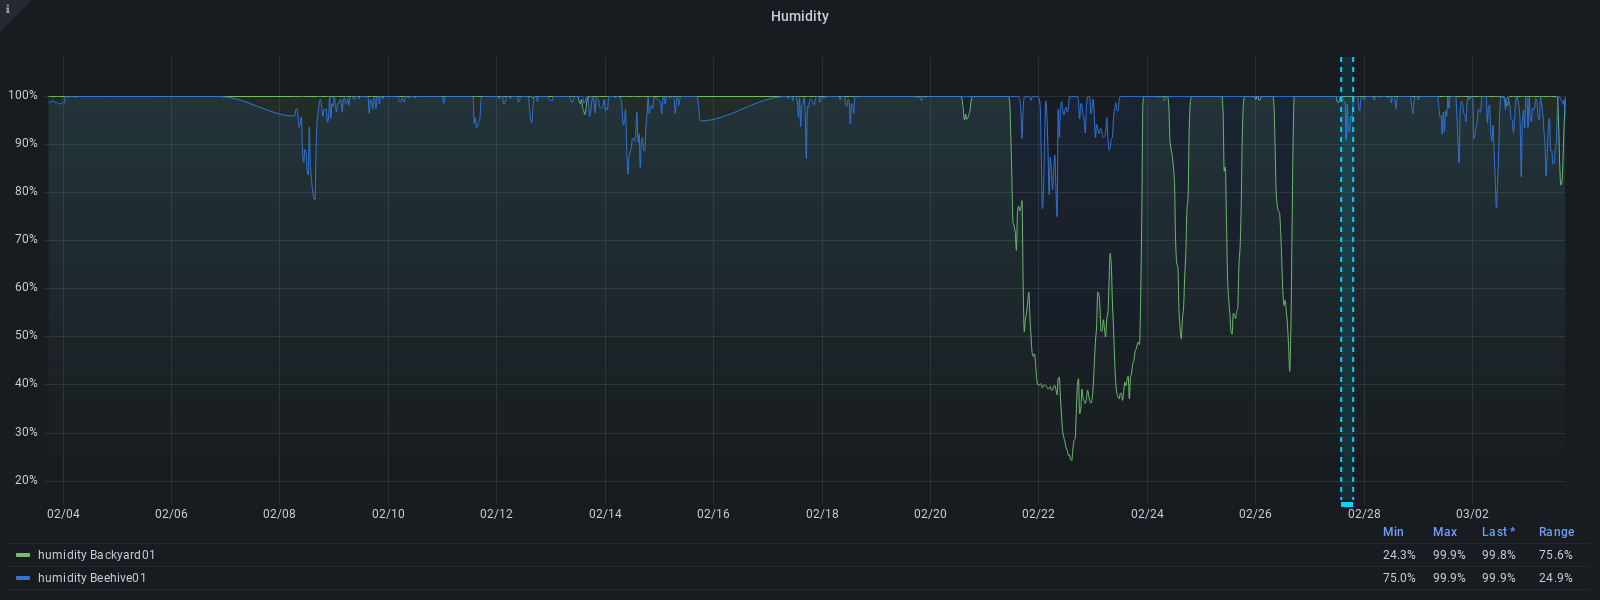 i
Humidity
100%
90%
80%
70%
60%
50%
40%
30%
20%
02/04 02/06 02/08 02/10 02/12 02/14 02/16 02/18 02/20 02/22 02/24 02/26 02/28 03/02
Min Max Last * Range
humidity Backyard01 24.3% 99.9% 99.8% 75.6%
humidity Beehive01 75.0% 99.9% 99.9% 24.9%